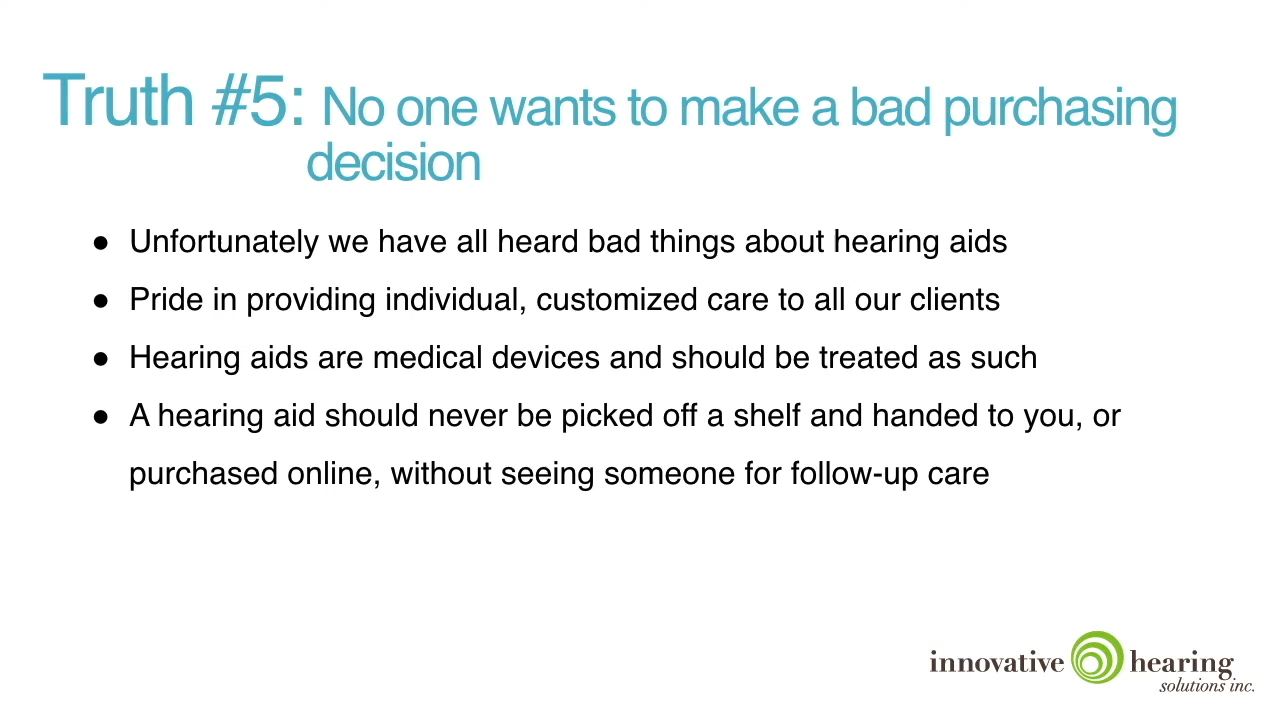 Truth #5: No one wants to make a bad purchasing
decision
● Unfortunately we have all heard bad things about hearing aids
● Pride in providing individual, customized care to all our clients
● Hearing aids are medical devices and should be treated as such
● A hearing aid should never be picked off a shelf and handed to you, or
purchased online, without seeing someone for follow-up care
innovative hearing
solutions inc.